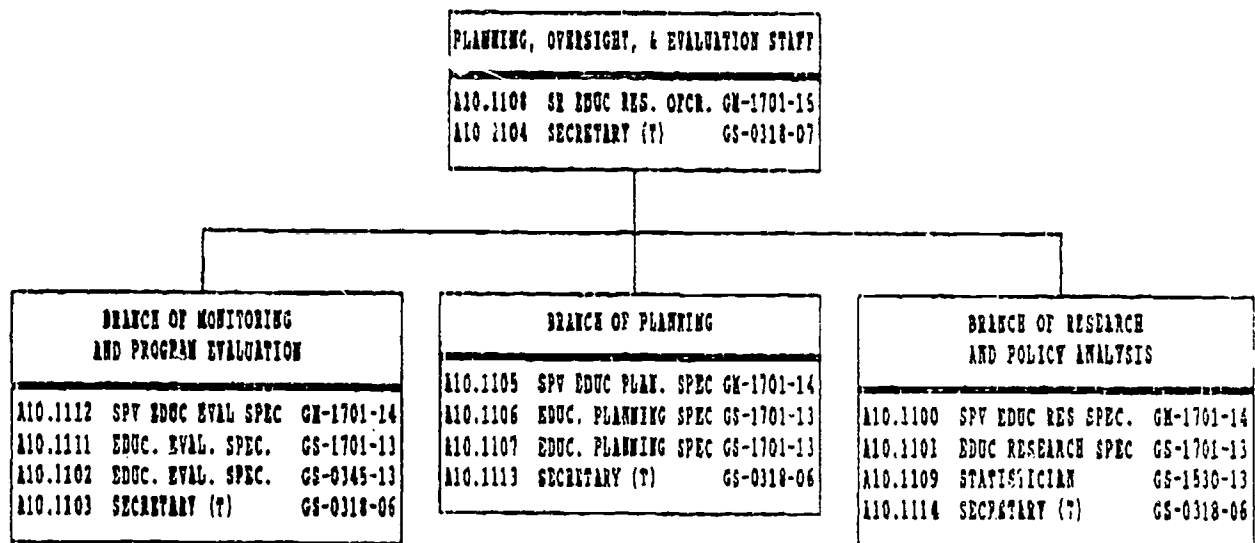 PLANNING, OVERSIGHT, & EVALUATION STAFF
A10.1108 SR EDUC RES. OFCR. GM-1701-15
A10 1104 SECRETARY (T) GS-0318-07
BRANCH OF MONITORING
AND PROGRAM EVALUATION
A10.1112 SPV EDUC EVAL SPEC GM-1701-14
A10.1111 EDUC. EVAL. SPEC. GS-1701-13
A10.1102 EDUC. EVAL. SPEC. GS-0345-13
A10.1103 SECRETARY (T) GS-0318-06
BRANCH OF PLANNING
A10.1105 SPV EDUC PLAN. SPEC GM-1701-14
A10.1106 EDUC. PLANNING SPEC GS-1701-13
A10.1107 EDUC. PLANNING SPEC GS-1701-13
A10.1113 SECRETARY (T) GS-0318-06
BRANCH OF RESEARCH
AND POLICY ANALYSIS
A10.1100 SPV EDUC RES SPEC. GM-1701-14
A10.1101 EDUC RESEARCH SPEC GS-1701-13
A10.1109 STATISTICIAN GS-1530-13
A10.1114 SECRETARY (T) GS-0318-06